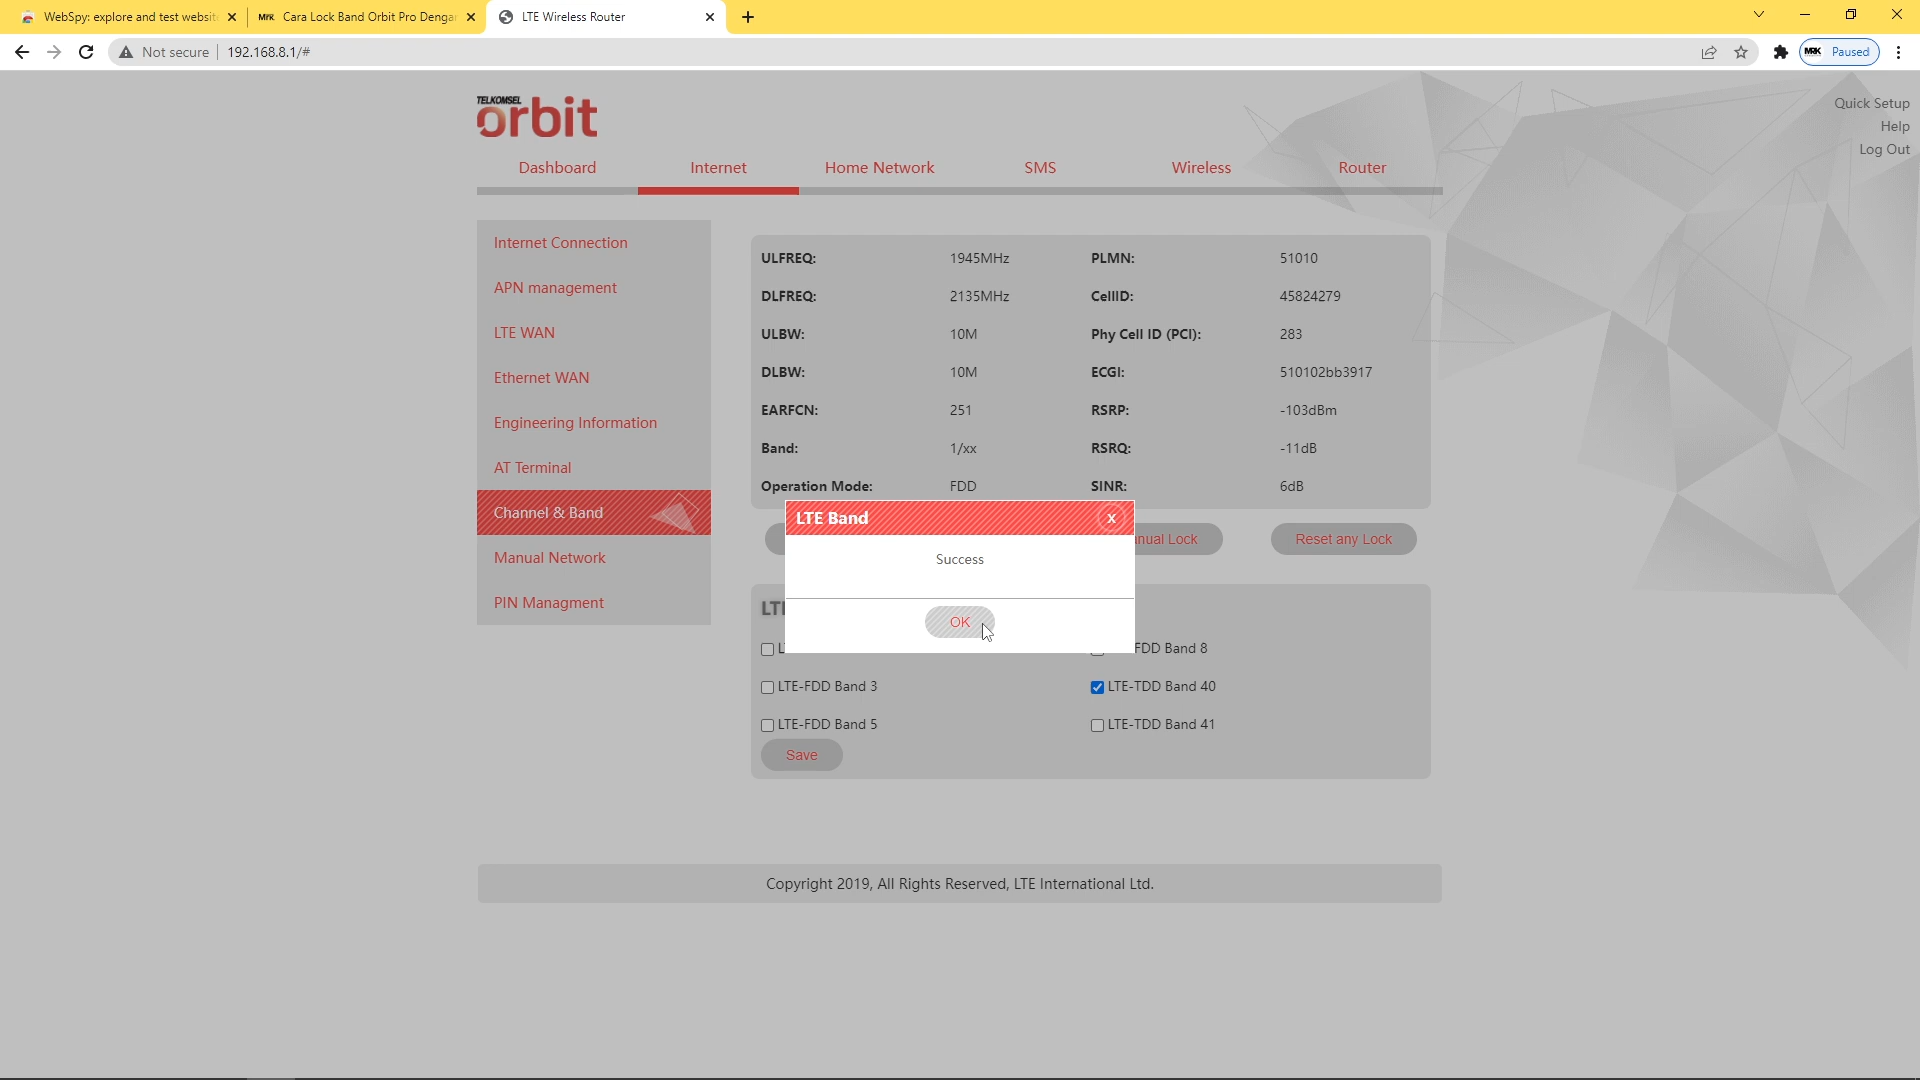 WebSpy: explore and test websit
MRK Cara Lock Band Orbit Pro Dengan
LTE Wireless Router
Not secure
192.168.8.1/#
MRK Paused
TELKOMSEL
orbit
Quick Setup
Help
Log Out
Dashboard
Internet
Home Network
SMS
Wireless
Router
Internet Connection
APN management
LTE WAN
Ethernet WAN
Engineering Information
AT Terminal
Channel & Band
Manual Network
PIN Managment
ULFREQ: 1945MHz PLMN: 51010
DLFREQ: 2135MHz CellID: 45824279
ULBW: 10M Phy Cell ID (PCI): 283
DLBW: 10M ECGI: 510102bb3917
EARFCN: 251 RSRP: -103dBm
Band: 1/xx RSRQ: -11dB
Operation Mode: FDD SINR: 6dB
LTE Band
x
Success
OK
nual Lock
Reset any Lock
FDD Band 8
LTE-FDD Band 3
LTE-TDD Band 40
LTE-FDD Band 5
LTE-TDD Band 41
Save
Copyright 2019, All Rights Reserved, LTE International Ltd.